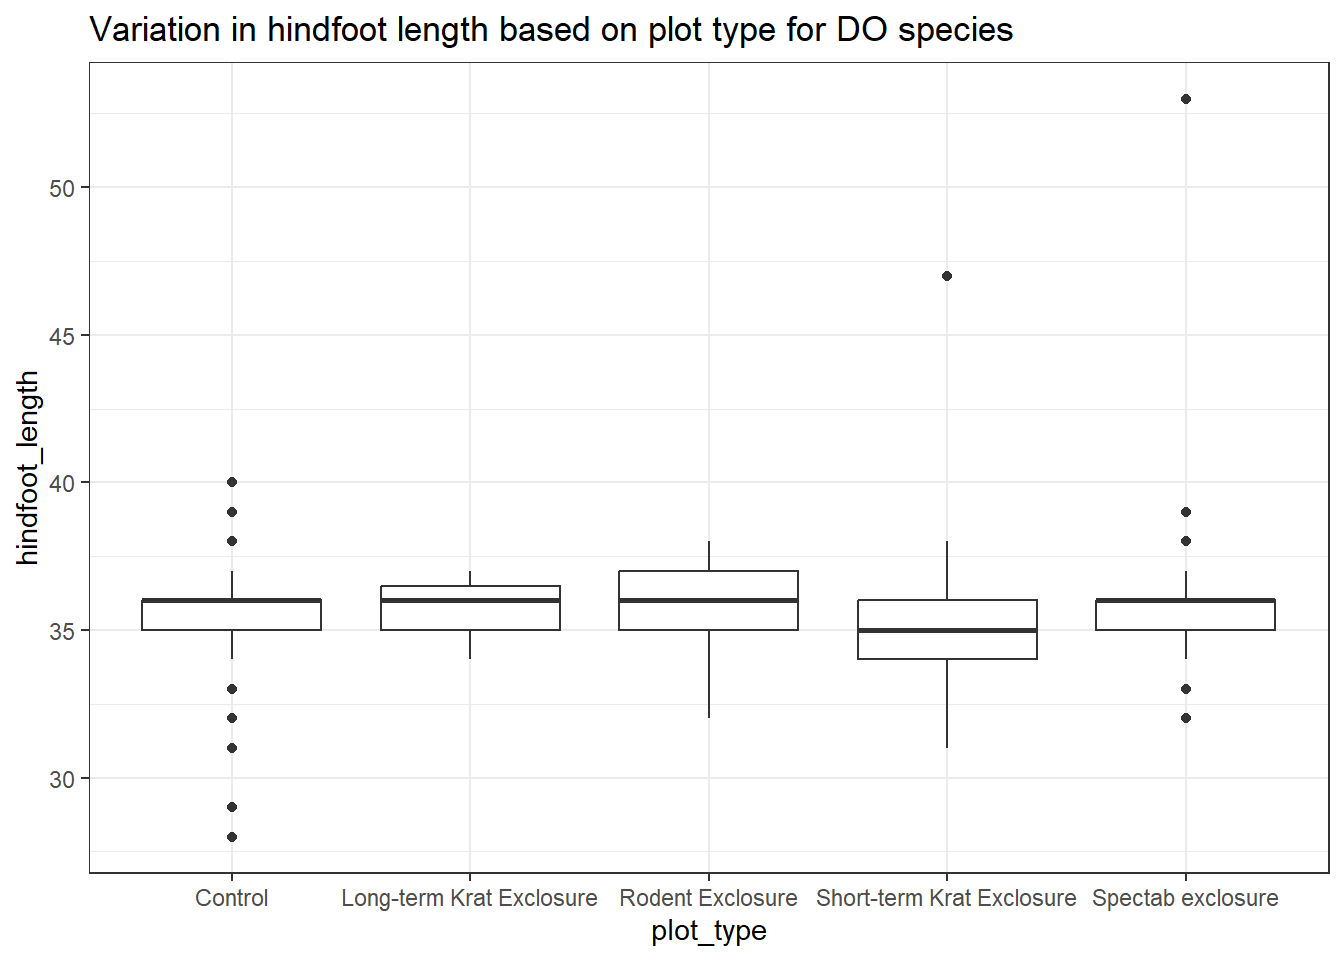 Variation in hindfoot length based on plot type for DO species
hindfoot_length
50
45
40
35
30
Control Long-term Krat Exclosure Rodent Exclosure Short-term Krat Exclosure Spectab exclosure
plot_type